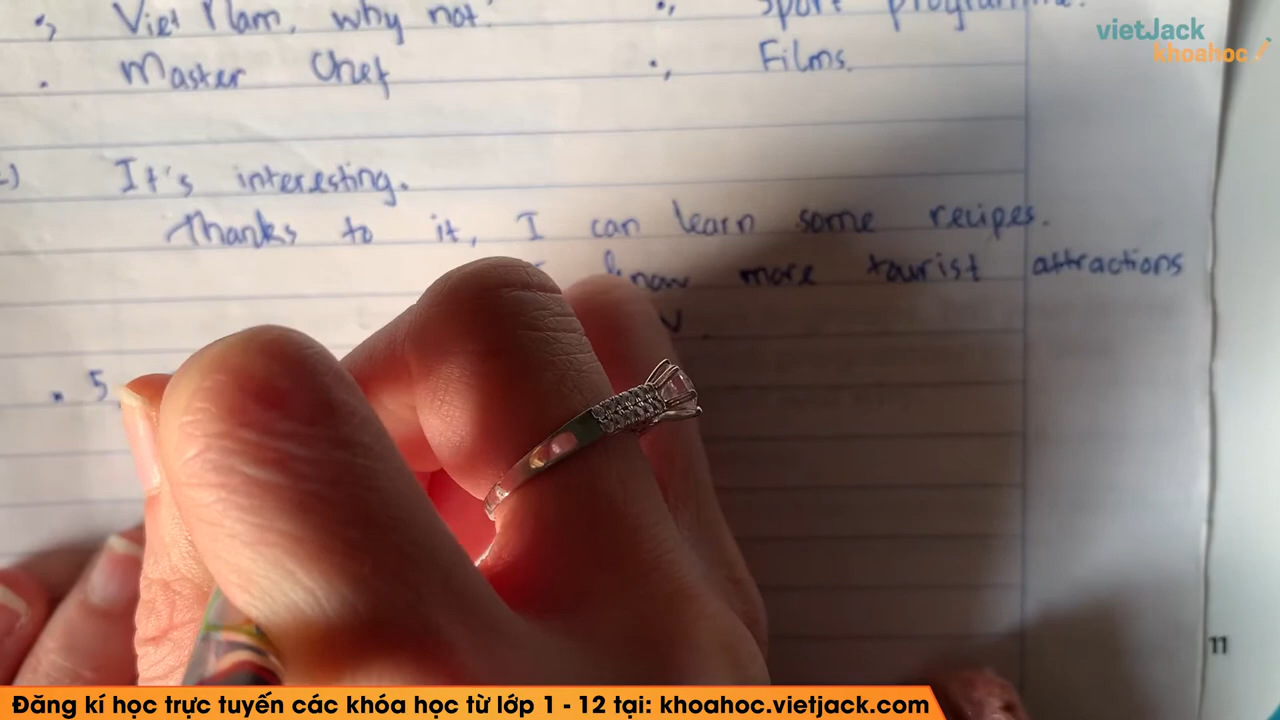 Viet Nam, why not.
Sport programme.
Master Chef
Films.
It's interesting.
Thanks to it, I can learn some recipes.
know more tourist attractions
5
11
vietJack
khoahoc
Đăng kí học trực tuyến các khóa học từ lớp 1 - 12 tại: khoahoc.vietjack.com